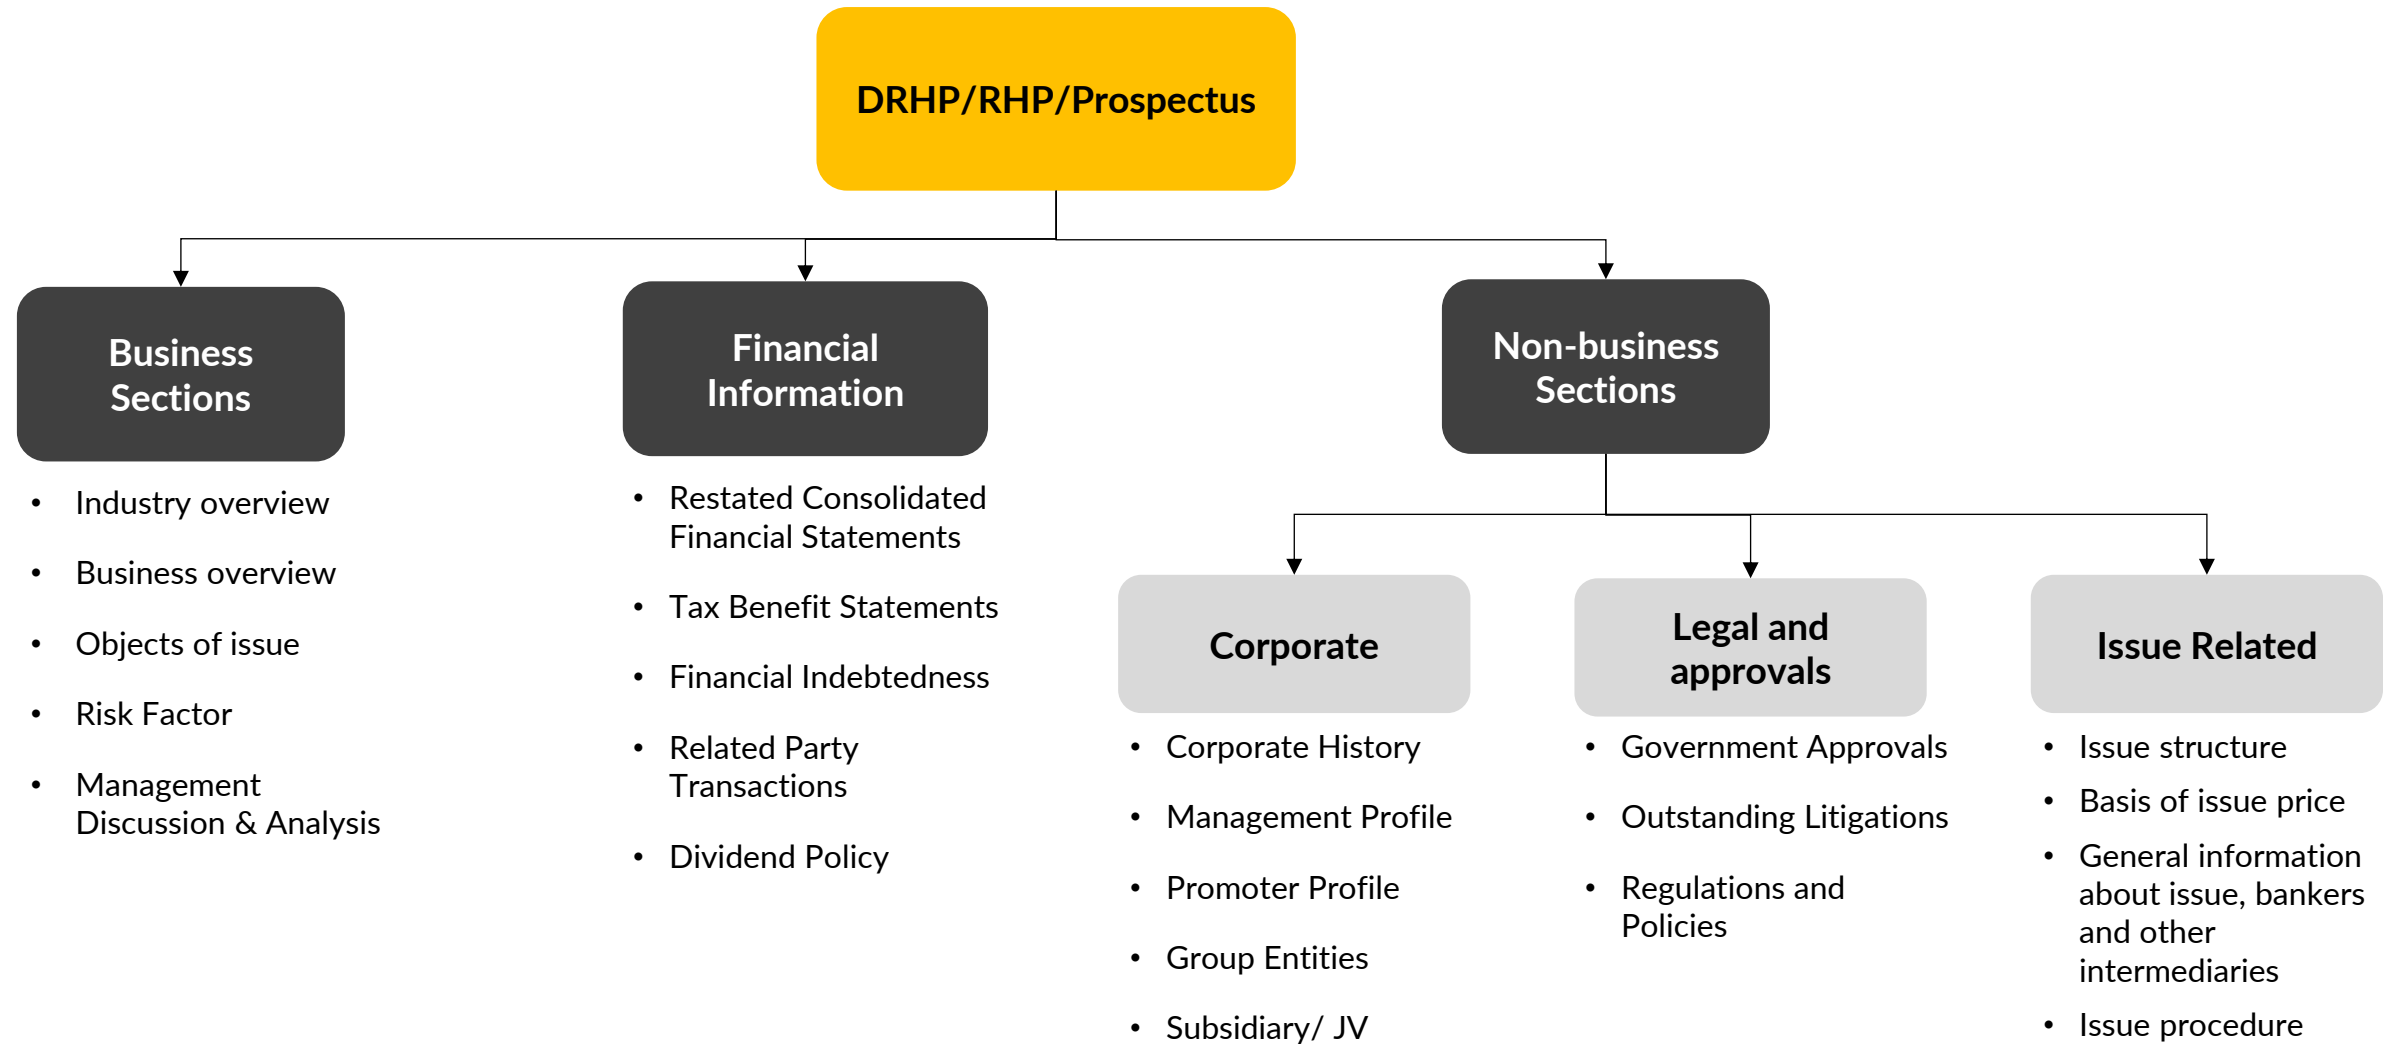 DRHP/RHP/Prospectus
Business
Sections
• Industry overview
• Business overview
• Objects of issue
• Risk Factor
• Management
Discussion & Analysis
Financial
Information
• Restated Consolidated
Financial Statements
• Tax Benefit Statements
• Financial Indebtedness
• Related Party
Transactions
• Dividend Policy
Non-business
Sections
Corporate
• Corporate History
• Management Profile
• Promoter Profile
• Group Entities
• Subsidiary/ JV
Legal and
approvals
• Government Approvals
• Outstanding Litigations
• Regulations and
Policies
Issue Related
• Issue structure
• Basis of issue price
• General information
about issue, bankers
and other
intermediaries
• Issue procedure